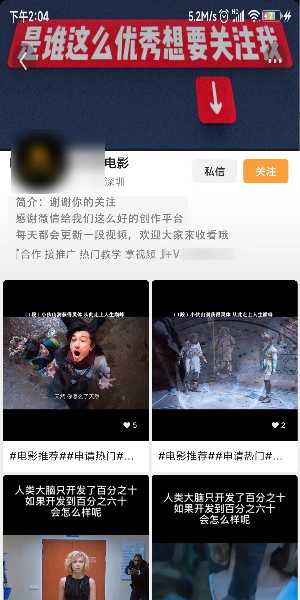 下午2:04
5.2M/s
7
是谁这么优秀想要关注我
电影
深圳
私信
关注
简介：谢谢你的关注
感谢微信给我们这么好的创作平台
每天都会更新一段视频，欢迎大家来收看哦
『合作 接推广 热门教学 享视频
5
2
#电影推荐##申请热门#...
#电影推荐##申请热门#...
人类大脑只开发了百分之十
如果开发到百分之六十
会怎么样呢
人类大脑只开发了百分之十
如果开发到百分之六十
会怎么样呢